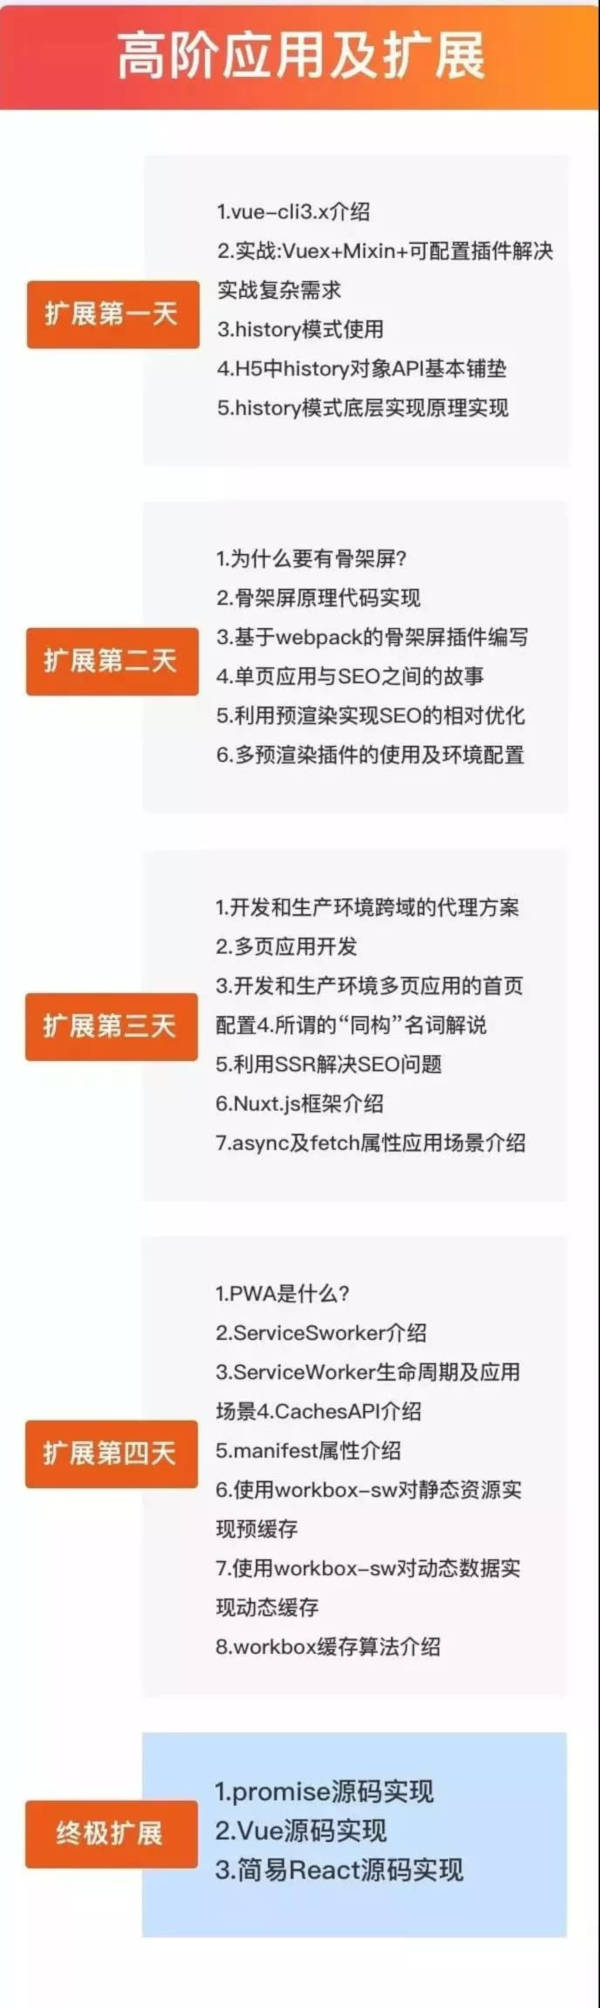 高阶应用及扩展
扩展第一天
1.vue-cli3.x介绍
2.实战:Vuex+Mixin+可配置插件解决
实战复杂需求
3.history模式使用
4.H5中history对象API基本铺垫
5.history模式底层实现原理实现
扩展第二天
1.为什么要有骨架屏?
2.骨架屏原理代码实现
3.基于webpack的骨架屏插件编写
4.单页应用与SEO之间的故事
5.利用预渲染实现SEO的相对优化
6.多预渲染插件的使用及环境配置
扩展第三天
1.开发和生产环境跨域的代理方案
2.多页应用开发
3.开发和生产环境多页应用的首页
配置4.所谓的“同构”名词解说
5.利用SSR解决SEO问题
6.Nuxt.js框架介绍
7.async及fetch属性应用场景介绍
扩展第四天
1.PWA是什么?
2.ServiceSworker介绍
3.ServiceWorker生命周期及应用
场景4.CachesAPI介绍
5.manifest属性介绍
6.使用workbox-sw对静态资源实
现预缓存
7.使用workbox-sw对动态数据实
现动态缓存
8.workbox缓存算法介绍
终极扩展
1.promise源码实现
2.Vue源码实现
3.简易React源码实现